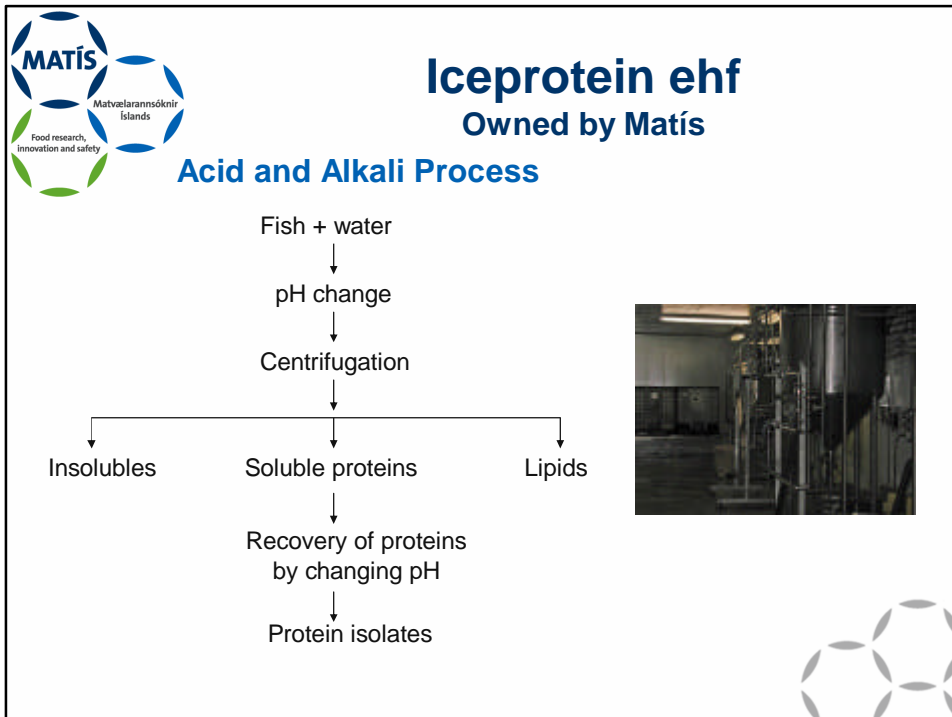 MATÍS
Matvælarannsóknir
Íslands
Food research,
innovation and safety
Iceprotein ehf
Owned by Matís
Acid and Alkali Process
Fish + water
pH change
Centrifugation
Insolubles
Soluble proteins
Lipids
Recovery of proteins
by changing pH
Protein isolates